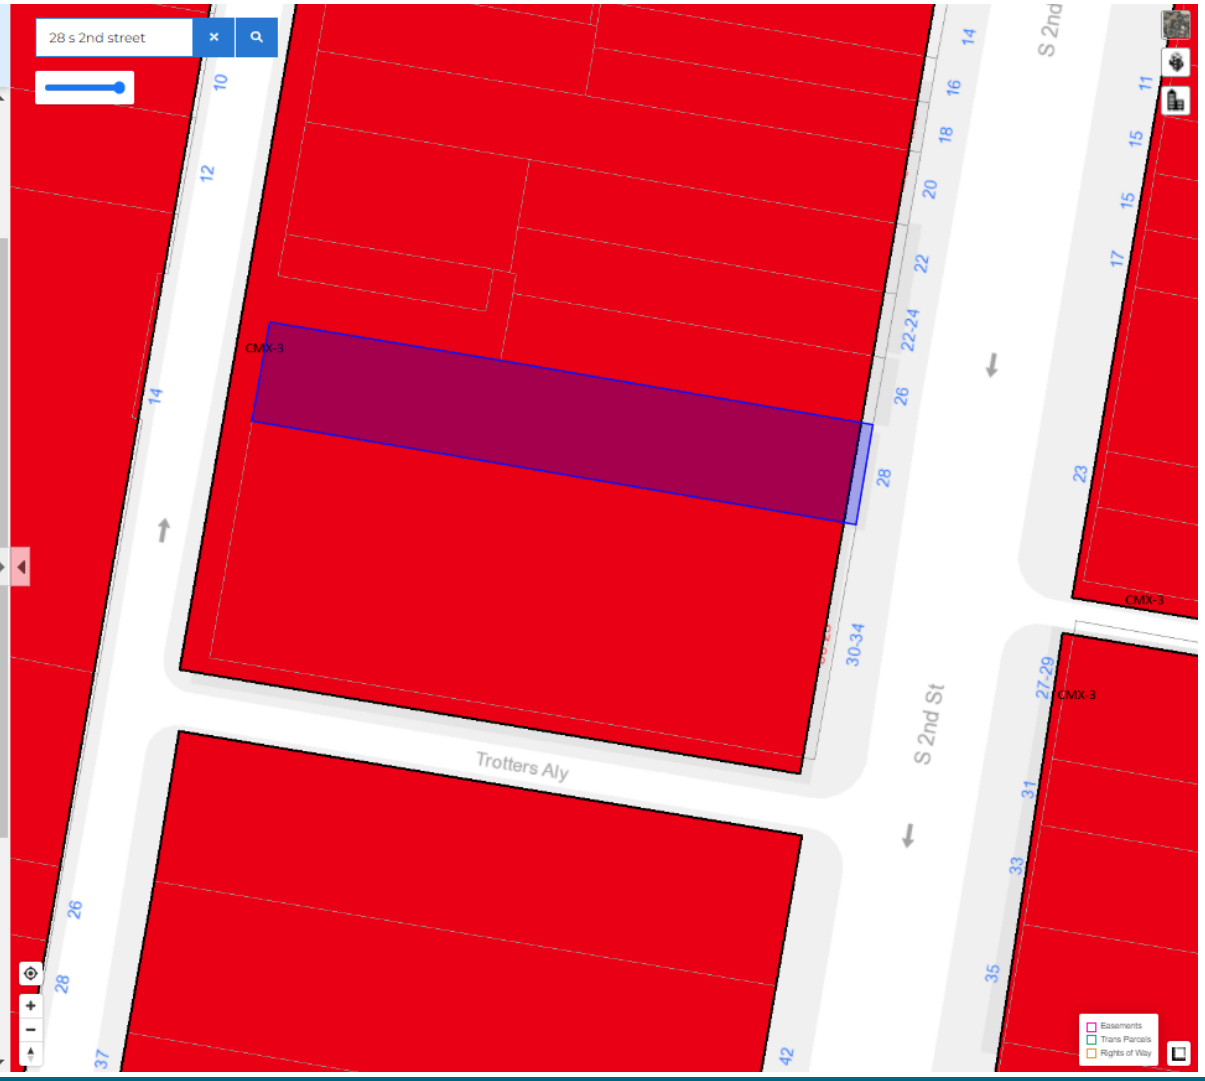 28 s 2nd street
10
12
14
CMX-3
14
16
18
20
22
22-24
26
28
30-34
S 2nd
11
15
15
17
23
CMX-3
27-29
CMX-3
31
33
35
S 2nd St
Trotters Aly
26
28
37
42
Easements
Trans Parcels
Rights of Way